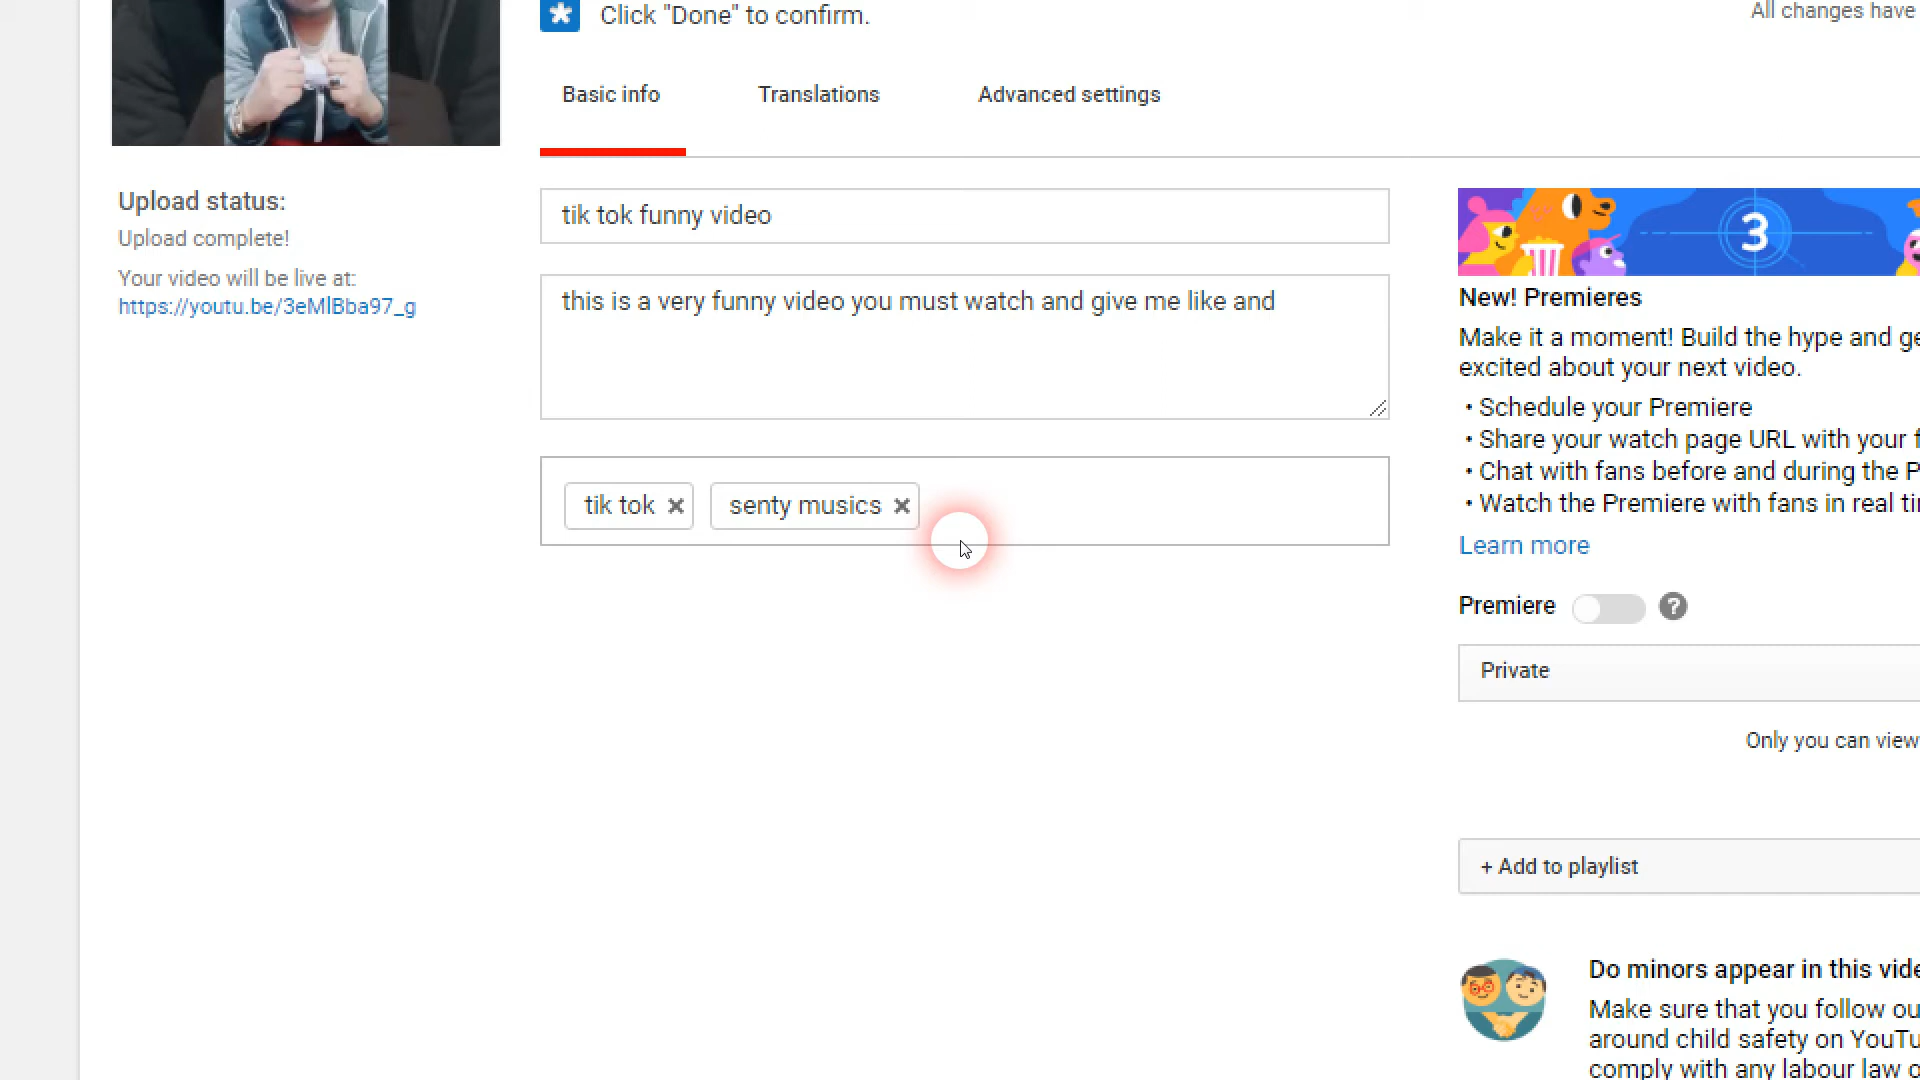 Click "Done" to confirm.
All changes have
Basic info
Translations
Advanced settings
Upload status:
Upload complete!
Your video will be live at:
https://youtu.be/3eMlBba97_g
tik tok funny video
this is a very funny video you must watch and give me like and
tik tok
senty musics
3
New! Premieres
Make it a moment! Build the hype and ge
excited about your next video.
• Schedule your Premiere
• Share your watch page URL with your f
• Chat with fans before and during the P
• Watch the Premiere with fans in real ti
Learn more
Premiere
?
Private
Only you can view
+ Add to playlist
Do minors appear in this vide
Make sure that you follow ou
around child safety on YouTu
comply with any labour law o